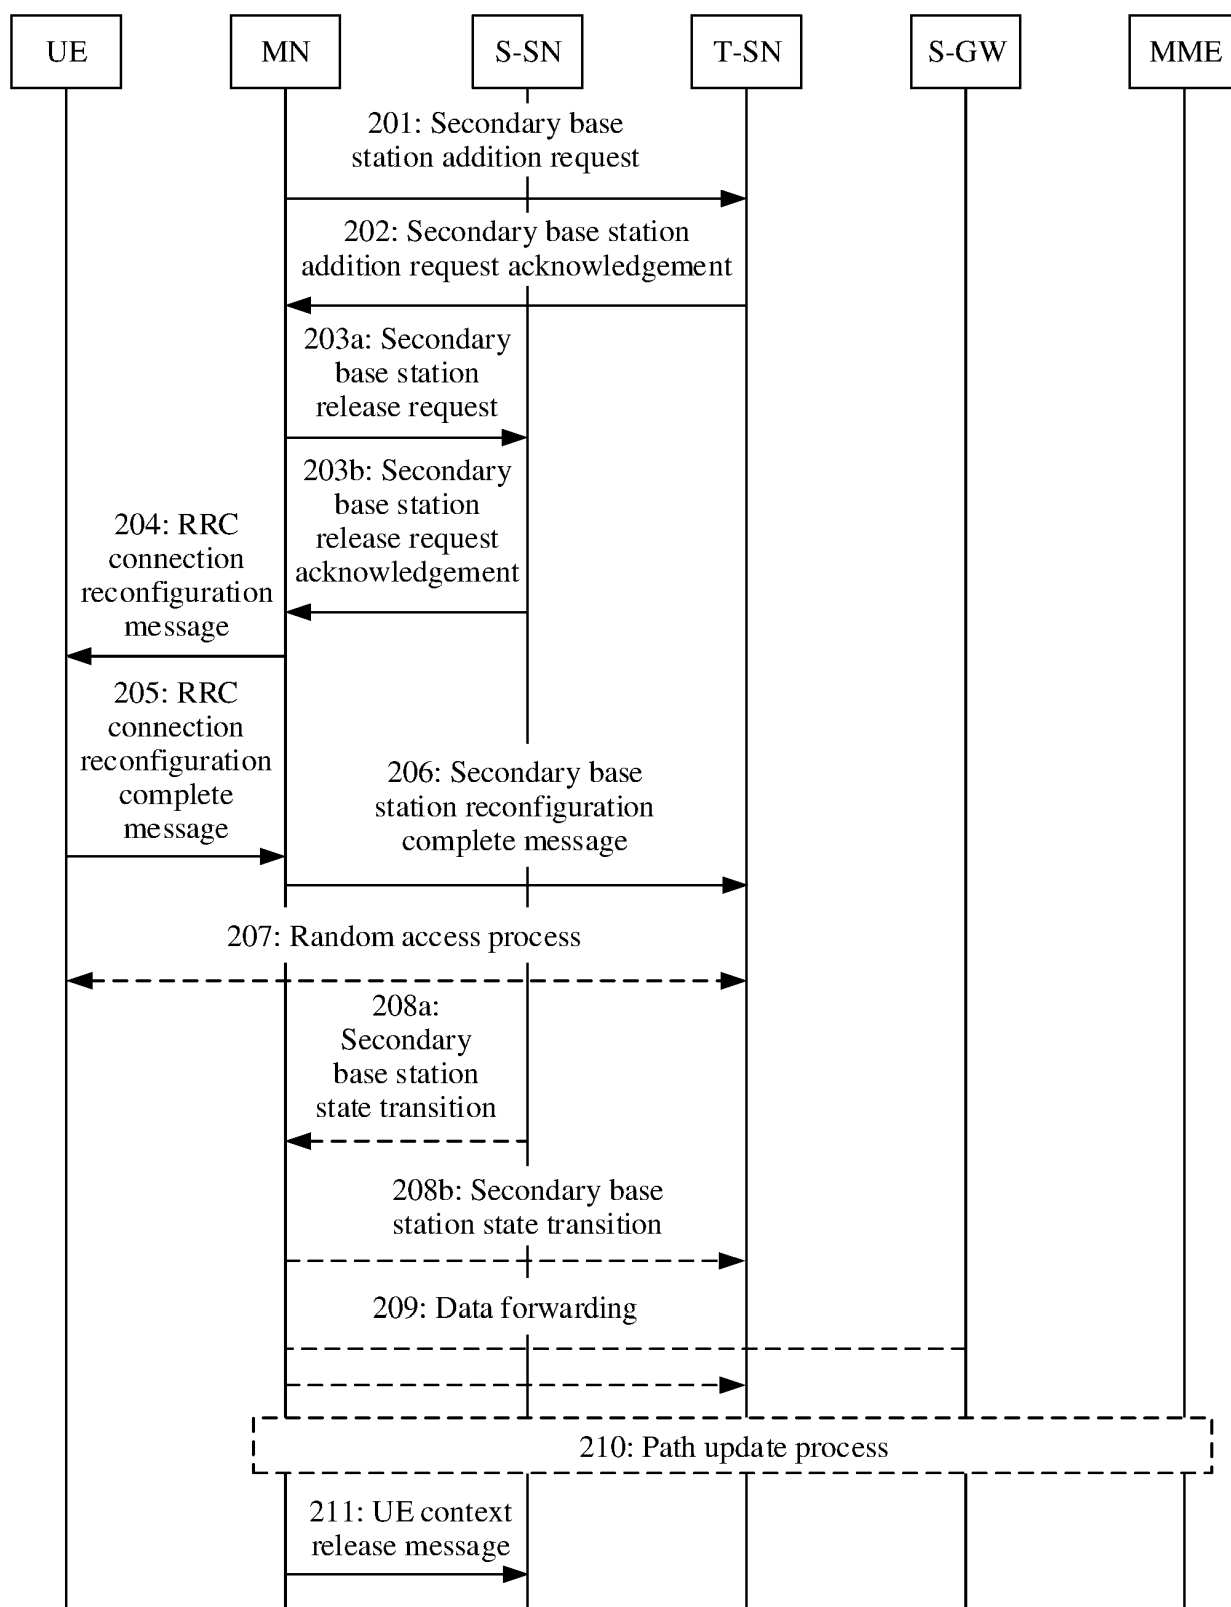 UE
MN
S-SN
T-SN
S-GW
MME
201: Secondary base
station addition request
202: Secondary base station
addition request acknowledgement
203a: Secondary
base station
release request
203b: Secondary
base station
release request
acknowledgement
204: RRC
connection
reconfiguration
message
205: RRC
connection
reconfiguration
complete
message
206: Secondary base
station reconfiguration
complete message
207: Random access process
208a:
Secondary
base station
state transition
208b: Secondary base
station state transition
209: Data forwarding
210: Path update process
211: UE context
release message